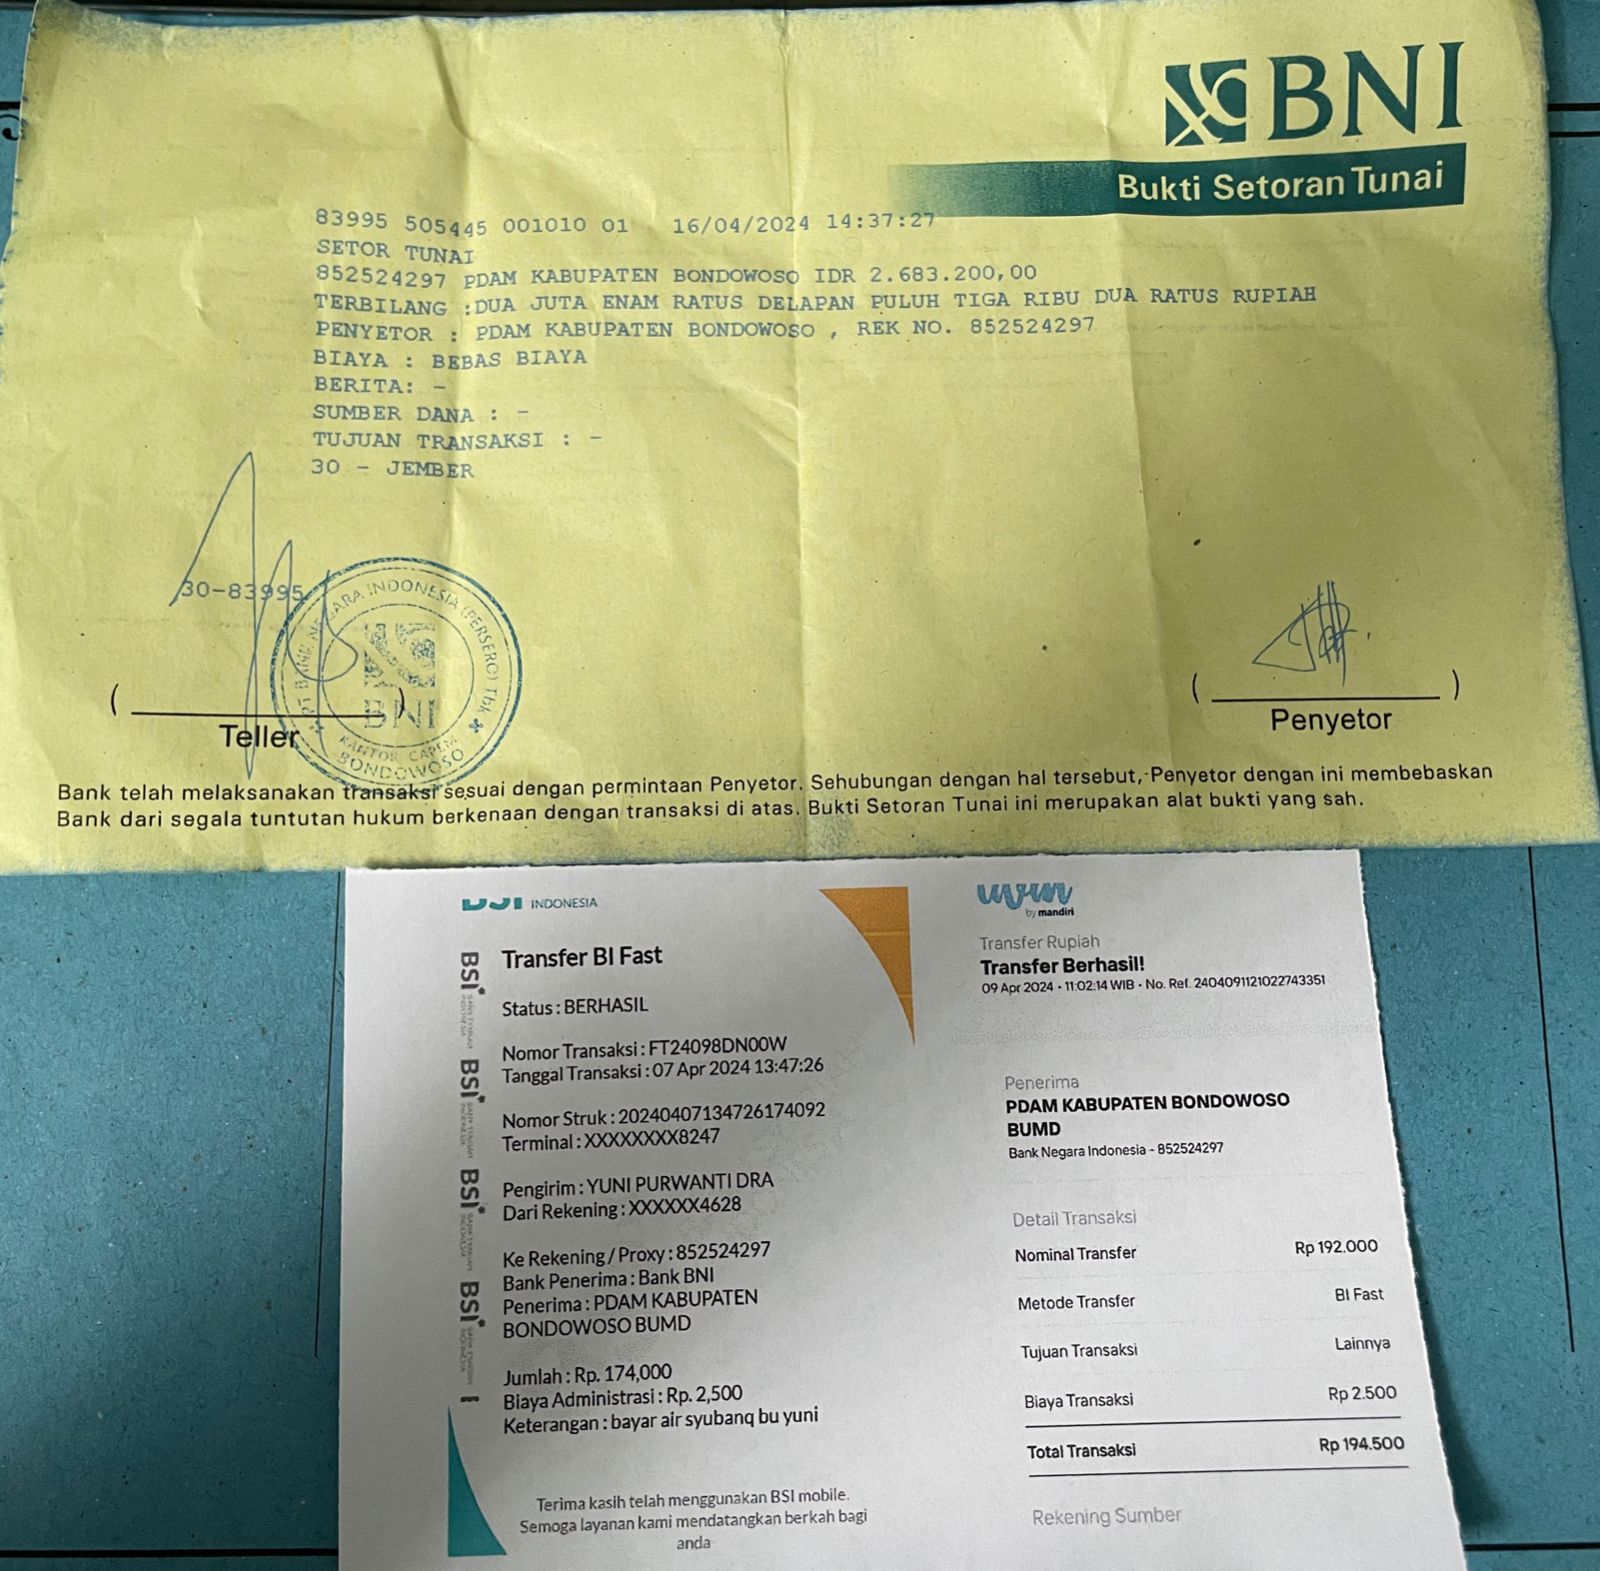 BNI
Bukti Setoran Tunai
83995 505445 001010 01 16/04/2024 14:37:27
SETOR TUNAI
852524297 PDAM KABUPATEN BONDOWOSO IDR 2.683.200,00
TERBILANG :DUA JUTA ENAM RATUS DELAPAN PULUH TIGA RIBU DUA RATUS RUPIAH
PENYETOR : PDAM KABUPATEN BONDOWOSO , REK NO. 852524297
BIAYA : BEBAS BIAYA
BERITA: -
SUMBER DANA : -
TUJUAN TRANSAKSI : -
30 - JEMBER
30-83995
PT BANK NEGARA INDONESIA (PERSERO) Tbk
BNI
KANTOR CAPEM
BONDOWOSO
( )
Teller
( )
Penyetor
Bank telah melaksanakan transaksi sesuai dengan permintaan Penyetor. Sehubungan dengan hal tersebut, Penyetor dengan ini membebaskan
Bank dari segala tuntutan hukum berkenaan dengan transaksi di atas. Bukti Setoran Tunai ini merupakan alat bukti yang sah.
BSI INDONESIA
BSI
BSI
BSI
BSI
Transfer BI Fast
Status : BERHASIL
Nomor Transaksi : FT24098DN00W
Tanggal Transaksi : 07 Apr 2024 13:47:26
Nomor Struk : 20240407134726174092
Terminal : XXXXXXXX8247
Pengirim : YUNI PURWANTI DRA
Dari Rekening : XXXXXX4628
Ke Rekening / Proxy : 852524297
Bank Penerima : Bank BNI
Penerima : PDAM KABUPATEN
BONDOWOSO BUMD
Jumlah : Rp. 174,000
Biaya Administrasi : Rp. 2,500
Keterangan : bayar air syubanq bu yuni
Terima kasih telah menggunakan BSI mobile.
Semoga layanan kami mendatangkan berkah bagi
anda
livin'
by mandiri
Transfer Rupiah
Transfer Berhasil!
09 Apr 2024 • 11:02:14 WIB • No. Ref. 2404091121022743351
Penerima
PDAM KABUPATEN BONDOWOSO
BUMD
Bank Negara Indonesia - 852524297
Detail Transaksi
Nominal Transfer Rp 192.000
Metode Transfer BI Fast
Tujuan Transaksi Lainnya
Biaya Transaksi Rp 2.500
Total Transaksi Rp 194.500
Rekening Sumber